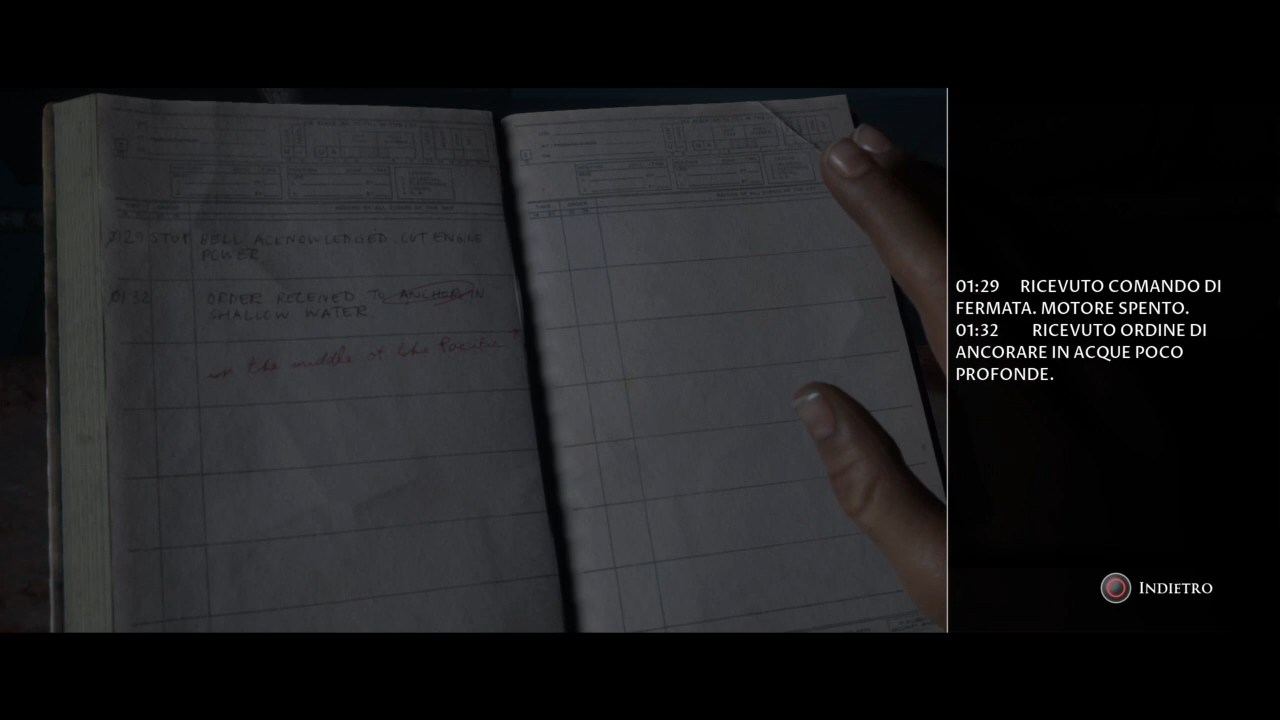 0129 STOP BELL ACKNOWLEDGED. CUT ENGINE
POWER
0132 ORDER RECEIVED TO ANCHOR IN
SHALLOW WATER
in the middle of the Pacific ?
01:29 RICEVUTO COMANDO DI
FERMATA. MOTORE SPENTO.
01:32 RICEVUTO ORDINE DI
ANCORARE IN ACQUE POCO
PROFONDE.
INDIETRO